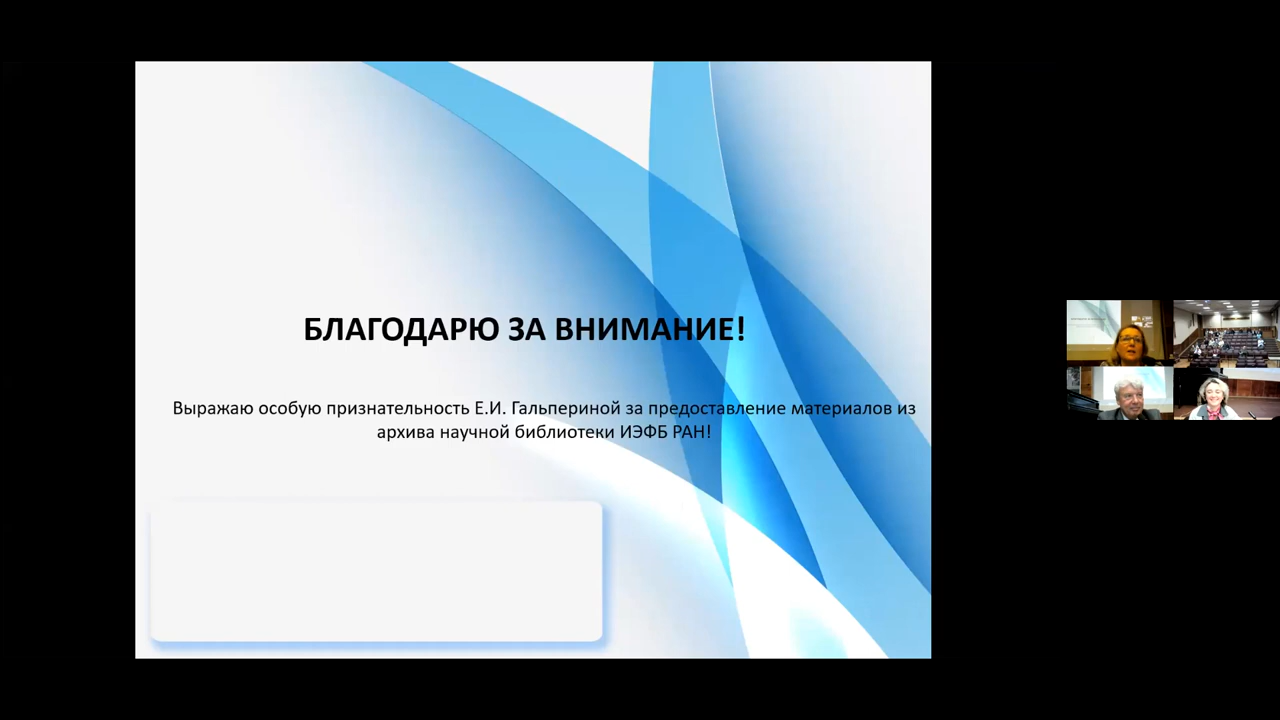 БЛАГОДАРЮ ЗА ВНИМАНИЕ!
Выражаю особую признательность Е.И. Гальпериной за предоставление материалов из
архива научной библиотеки ИЭФБ РАН!